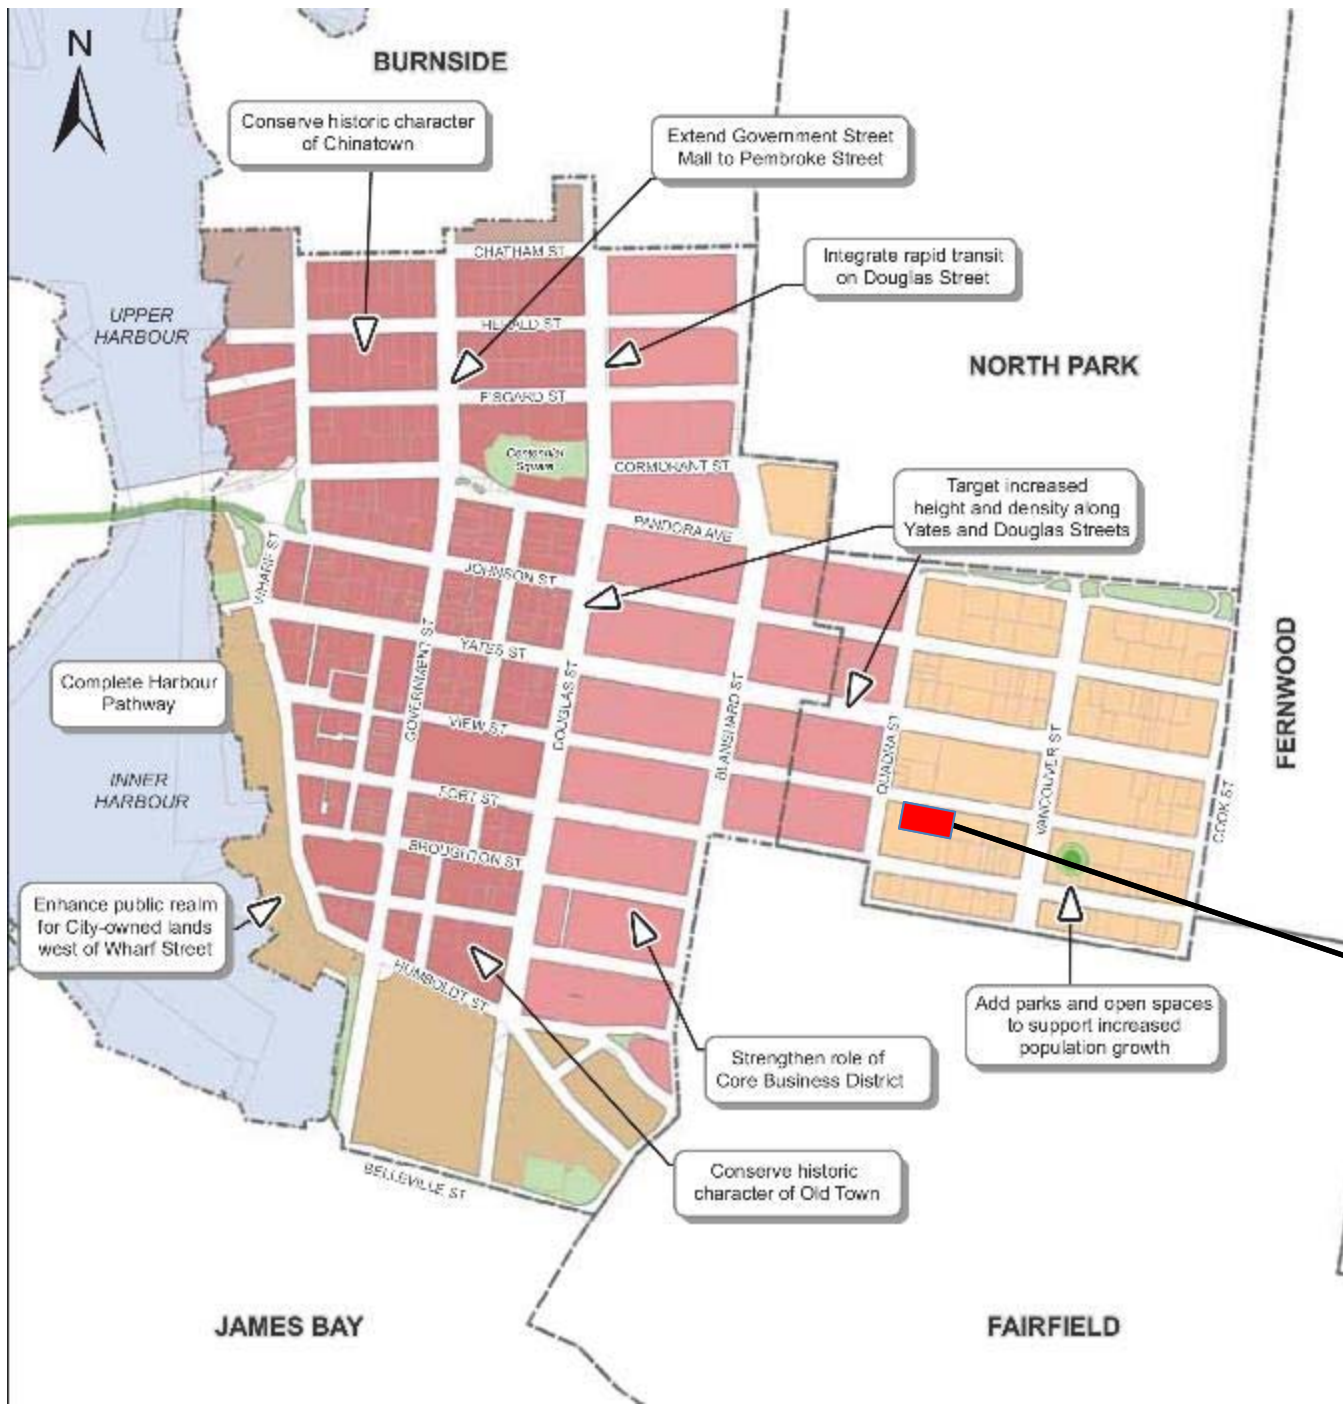 N
BURNSIDE
Conserve historic character
of Chinatown
Extend Government Street
Mall to Pembroke Street
CHATHAM ST
Integrate rapid transit
on Douglas Street
UPPER
HARBOUR
HERALD ST
NORTH PARK
FISGARD ST
Centennial
Square
CORMORANT ST
Target increased
height and density along
Yates and Douglas Streets
PANDORA AVE
WHARF ST
JOHNSON ST
GOVERNMENT ST
YATES ST
FERNWOOD
Complete Harbour
Pathway
DOUGLAS ST
BLANSHARD ST
QUADRA ST
VANCOUVER ST
COOK ST
VIEW ST
INNER
HARBOUR
FORT ST
BROUGHTON ST
Enhance public realm
for City-owned lands
west of Wharf Street
HUMBOLDT ST
Add parks and open spaces
to support increased
population growth
Strengthen role of
Core Business District
Conserve historic
character of Old Town
BELLEVILLE ST
JAMES BAY
FAIRFIELD